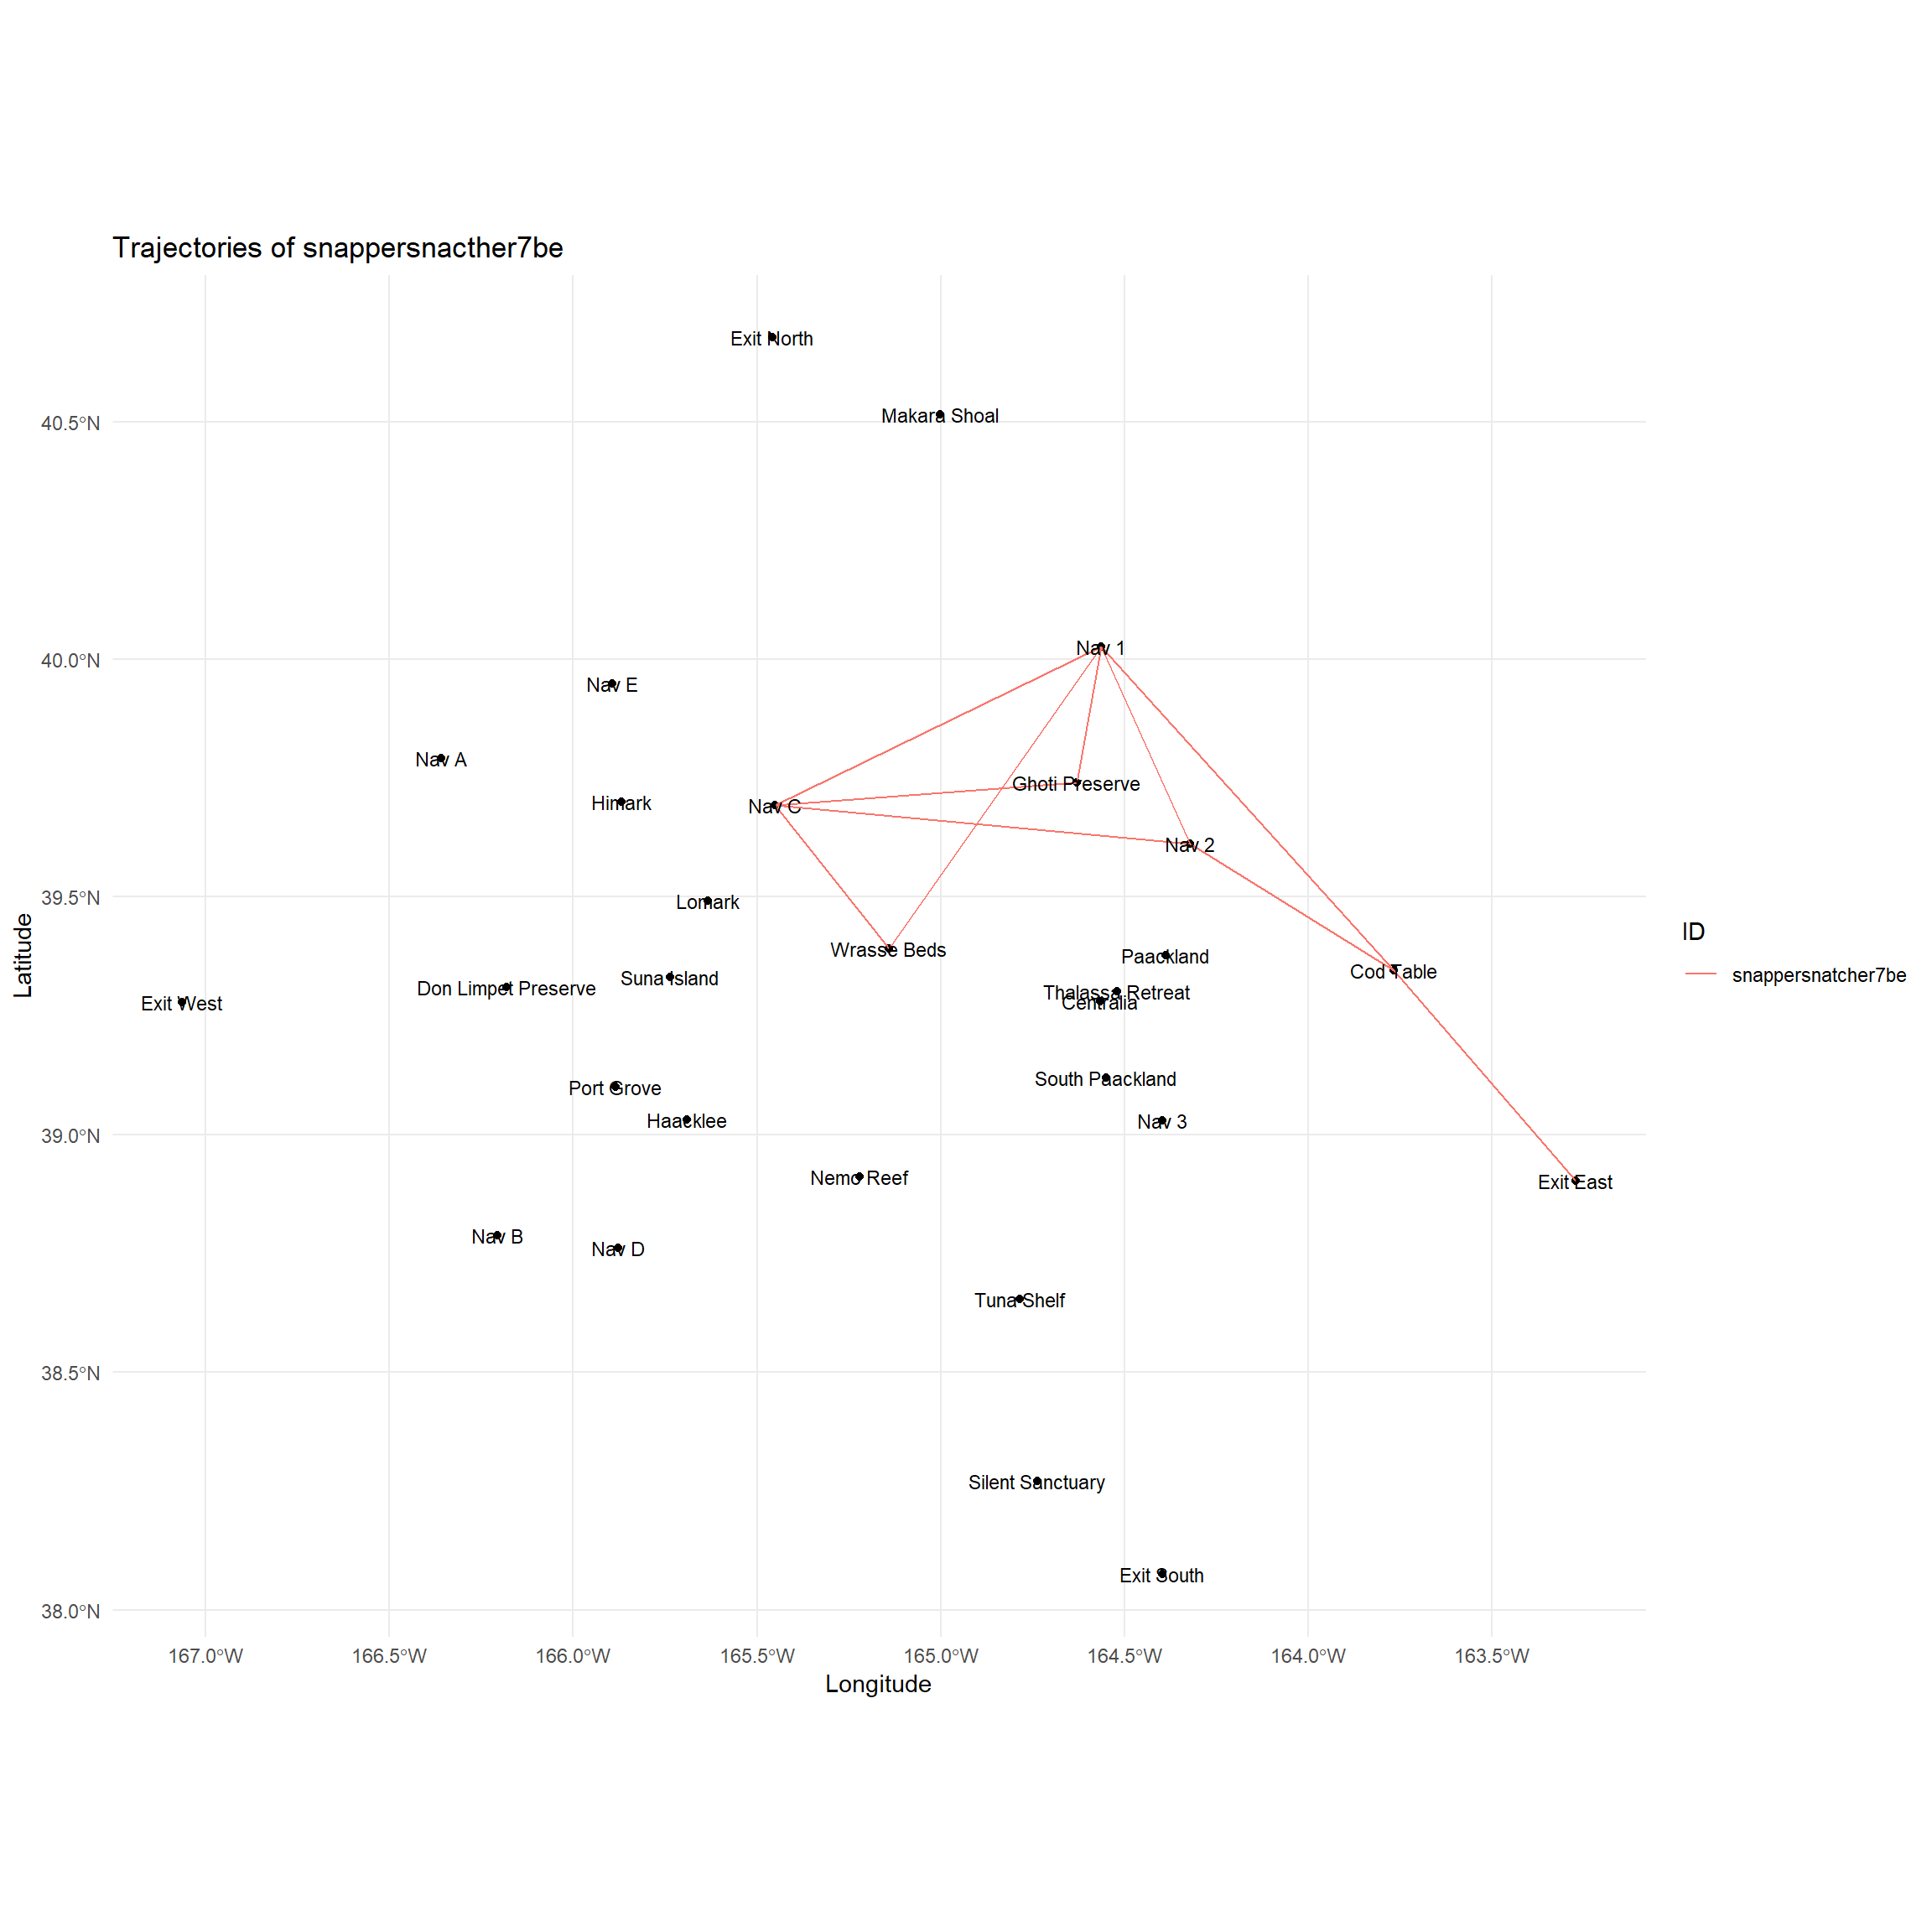 Trajectories of snappersnacther7be
Exit North
Makara Shoal
40.5°N
Nav 1
40.0°N
Nav E
Nav A
Ghoti Preserve
Himark
Nav C
Nav 2
39.5°N
Lomark
Wrasse Beds
Paackland
Cod Table
Suna Island
Don Limpet Preserve
Thalassa Retreat
Centralia
Exit West
South Paackland
Port Grove
Haacklee
Nav 3
39.0°N
Nemo Reef
Exit East
Nav B
Nav D
Tuna Shelf
38.5°N
Silent Sanctuary
Exit South
38.0°N
167.0°W 166.5°W 166.0°W 165.5°W 165.0°W 164.5°W 164.0°W 163.5°W
Longitude
Latitude
ID
snappersnatcher7be